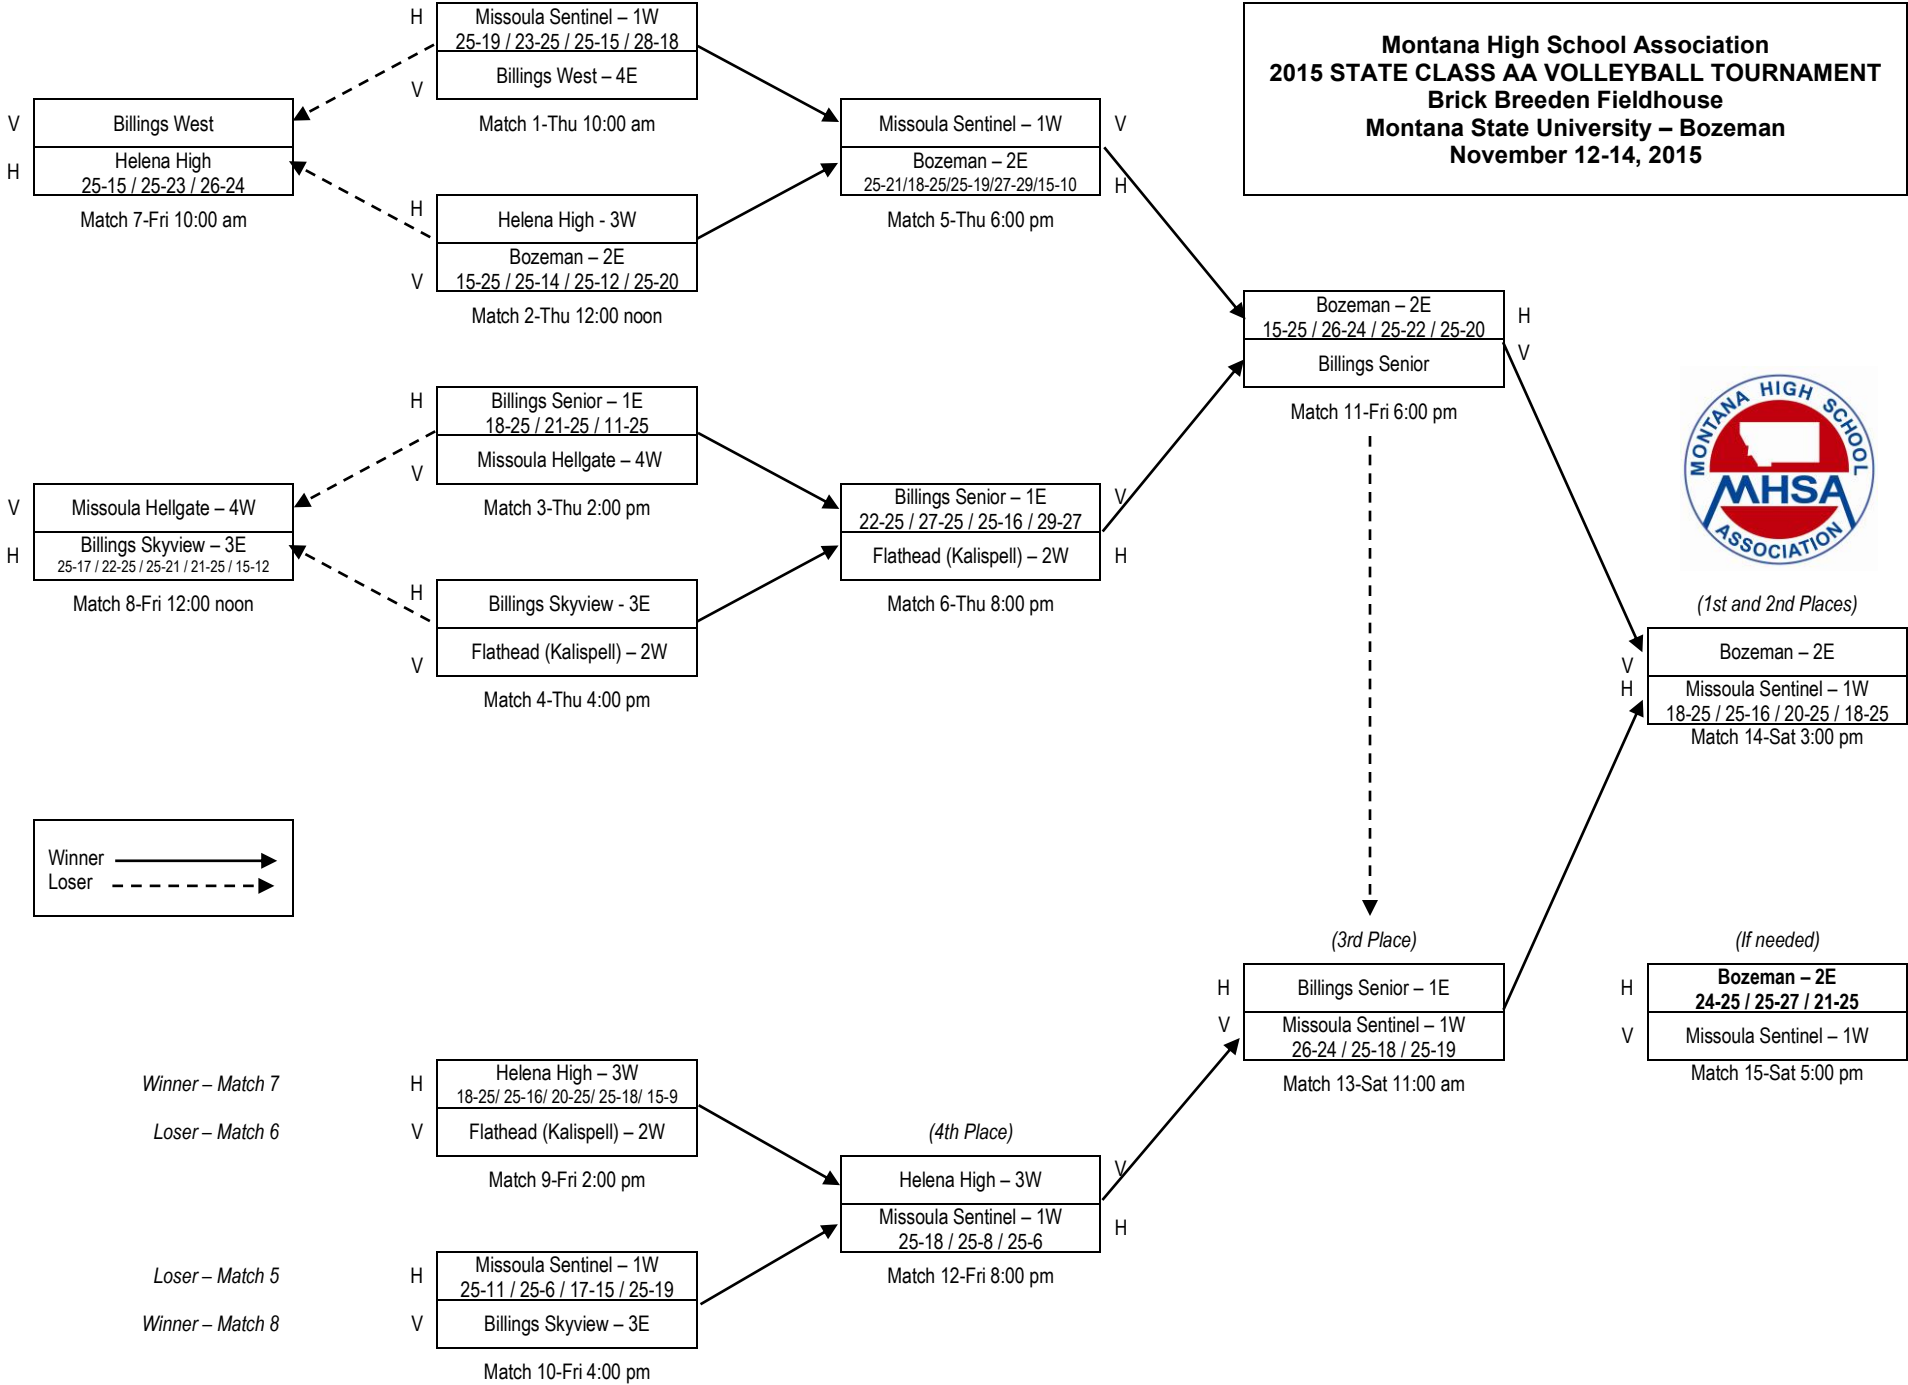 H
Missoula Sentinel – 1W
25-19 / 23-25 / 25-15 / 28-18
Billings West – 4E
V
Match 1-Thu 10:00 am
Montana High School Association
2015 STATE CLASS AA VOLLEYBALL TOURNAMENT
Brick Breeden Fieldhouse
Montana State University – Bozeman
November 12-14, 2015
V
Billings West
H
Helena High
25-15 / 25-23 / 26-24
Match 7-Fri 10:00 am
Missoula Sentinel – 1W
V
Bozeman – 2E
25-21/18-25/25-19/27-29/15-10
H
Match 5-Thu 6:00 pm
H
Helena High - 3W
Bozeman – 2E
V
15-25 / 25-14 / 25-12 / 25-20
Match 2-Thu 12:00 noon
Bozeman – 2E
15-25 / 26-24 / 25-22 / 25-20
H
V
Billings Senior
Match 11-Fri 6:00 pm
H
Billings Senior – 1E
18-25 / 21-25 / 11-25
Missoula Hellgate – 4W
V
Match 3-Thu 2:00 pm
MONTANA HIGH SCHOOL
MHSA
ASSOCIATION
V
Missoula Hellgate – 4W
H
Billings Skyview – 3E
25-17 / 22-25 / 25-21 / 21-25 / 15-12
Match 8-Fri 12:00 noon
Billings Senior – 1E
22-25 / 27-25 / 25-16 / 29-27
V
Flathead (Kalispell) – 2W
H
Match 6-Thu 8:00 pm
H
Billings Skyview - 3E
Flathead (Kalispell) – 2W
V
Match 4-Thu 4:00 pm
(1st and 2nd Places)
Bozeman – 2E
V
H
Missoula Sentinel – 1W
18-25 / 25-16 / 20-25 / 18-25
Match 14-Sat 3:00 pm
Winner
Loser
(3rd Place)
H
Billings Senior – 1E
V
Missoula Sentinel – 1W
26-24 / 25-18 / 25-19
Match 13-Sat 11:00 am
(If needed)
H
Bozeman – 2E
24-25 / 25-27 / 21-25
V
Missoula Sentinel – 1W
Match 15-Sat 5:00 pm
Winner – Match 7
H
Helena High – 3W
18-25/ 25-16/ 20-25/ 25-18/ 15-9
Loser – Match 6
V
Flathead (Kalispell) – 2W
Match 9-Fri 2:00 pm
(4th Place)
Helena High – 3W
V
Missoula Sentinel – 1W
25-18 / 25-8 / 25-6
H
Match 12-Fri 8:00 pm
Loser – Match 5
H
Missoula Sentinel – 1W
25-11 / 25-6 / 17-15 / 25-19
Winner – Match 8
V
Billings Skyview – 3E
Match 10-Fri 4:00 pm